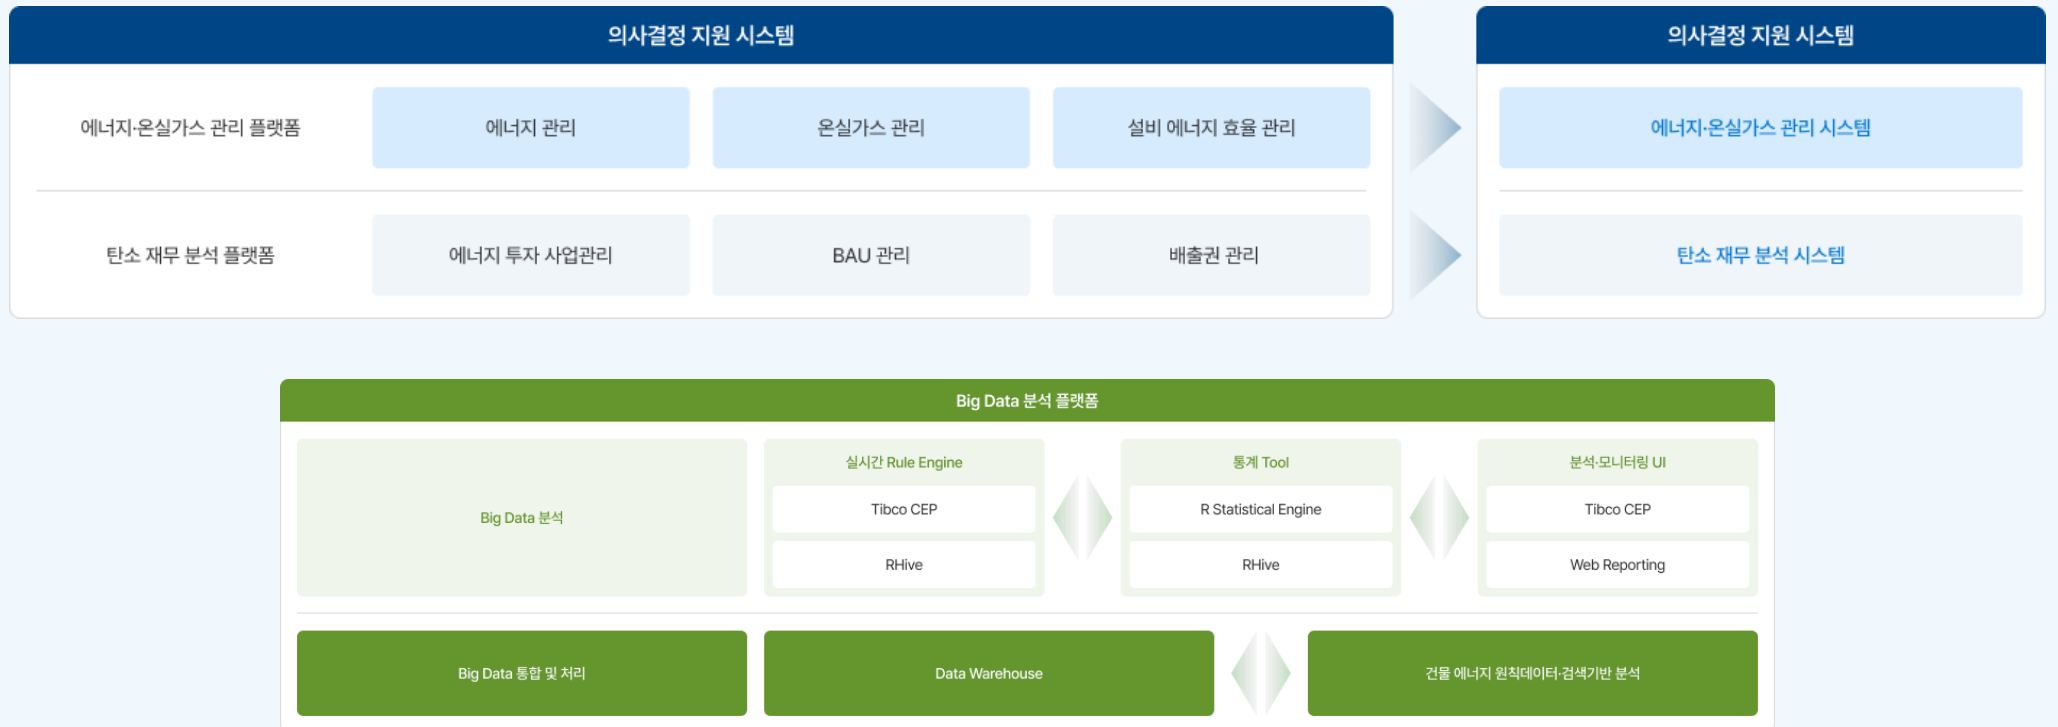 의사결정 지원 시스템
에너지·온실가스 관리 플랫폼
에너지 관리
온실가스 관리
설비 에너지 효율 관리
탄소 재무 분석 플랫폼
에너지 투자 사업관리
BAU 관리
배출권 관리
의사결정 지원 시스템
에너지·온실가스 관리 시스템
탄소 재무 분석 시스템
Big Data 분석 플랫폼
Big Data 분석
실시간 Rule Engine
Tibco CEP
RHive
통계 Tool
R Statistical Engine
RHive
분석·모니터링 UI
Tibco CEP
Web Reporting
Big Data 통합 및 처리
Data Warehouse
건물 에너지 원칙데이터·검색기반 분석